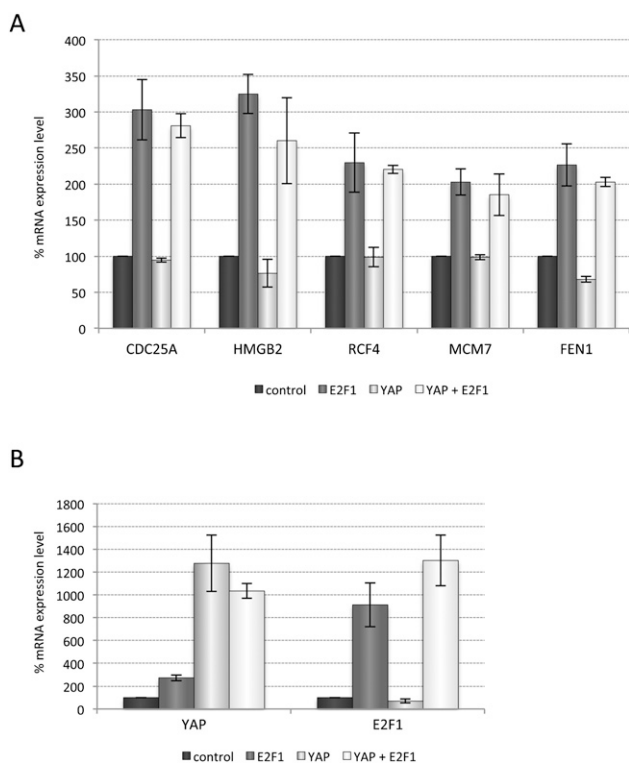 A
400
350
300
250
200
150
100
50
0
% mRNA expression level
CDC25A HMGB2 RCF4 MCM7 FEN1
control E2F1 YAP YAP + E2F1
B
1800
1600
1400
1200
1000
800
600
400
200
0
% mRNA expression level
YAP E2F1
control E2F1 YAP YAP + E2F1